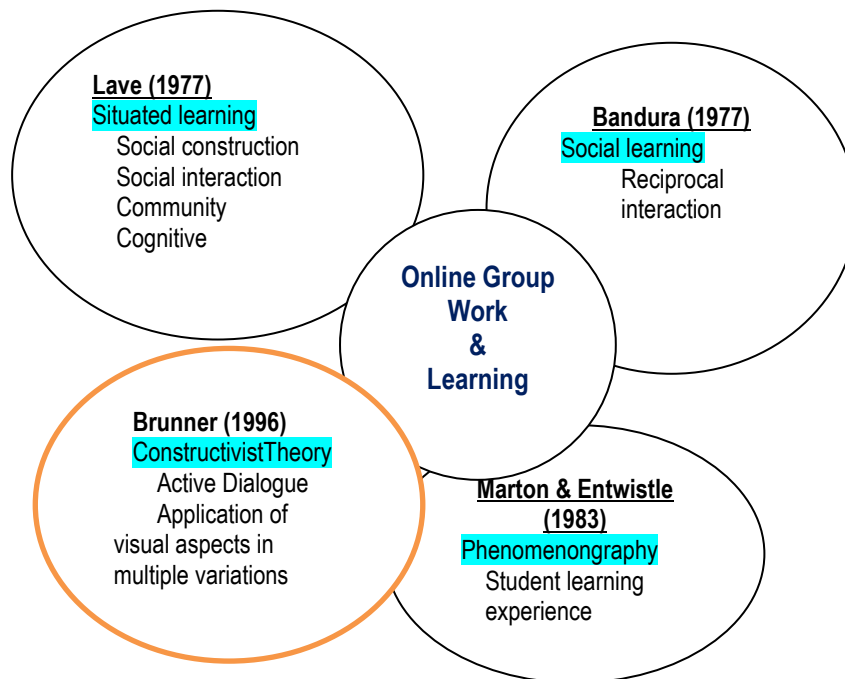 Lave (1977)
Situated learning
Social construction
Social interaction
Community
Cognitive
Bandura (1977)
Social learning
Reciprocal
interaction
Online Group
Work
&
Learning
Brunner (1996)
ConstructivistTheory
Active Dialogue
Application of
visual aspects in
multiple variations
Marton & Entwistle
(1983)
Phenomenongraphy
Student learning
experience